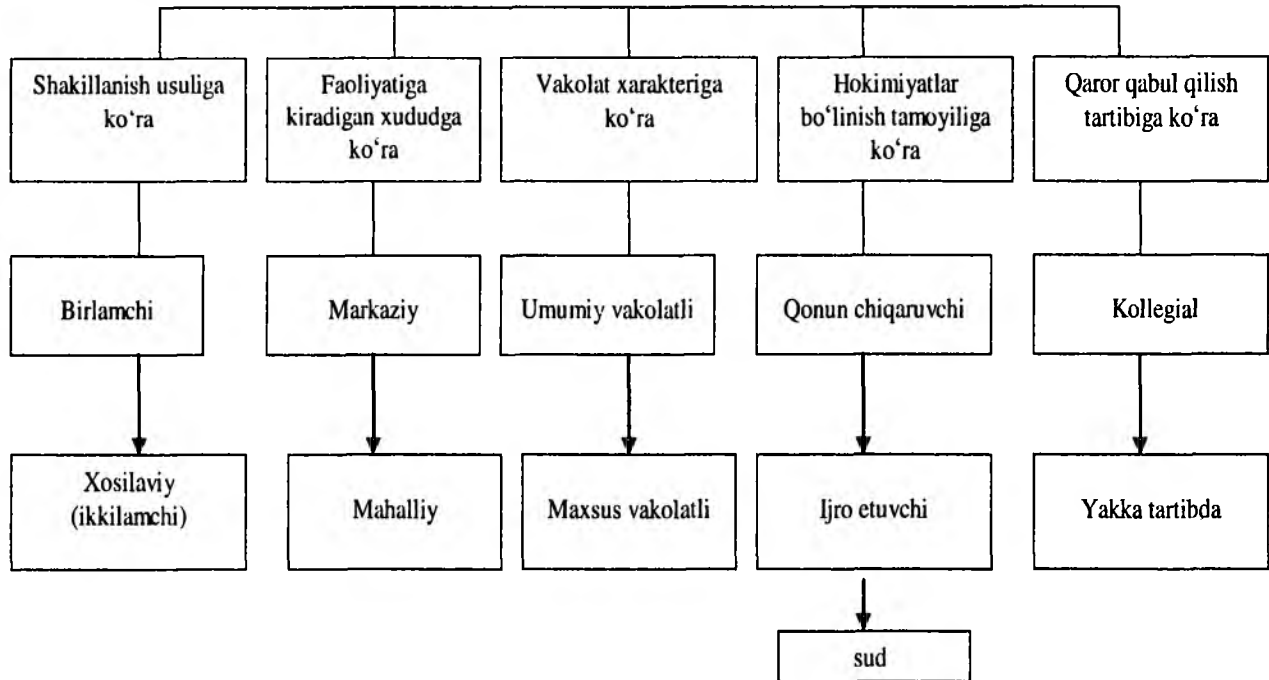 Shakillanish usuliga
ko‘ra
Faoliyatiga
kiradigan xududga
ko‘ra
Vakolat xarakteriga
ko‘ra
Hokimiyatlar
bo‘linish tamoyiliga
ko‘ra
Qaror qabul qilish
tartibiga ko‘ra
Birlamchi
Markaziy
Umumiy vakolatli
Qonun chiqaruvchi
Kollegial
Xosilaviy
(ikkilamchi)
Mahalliy
Maxsus vakolatli
Ijro etuvchi
Yakka tartibda
sud